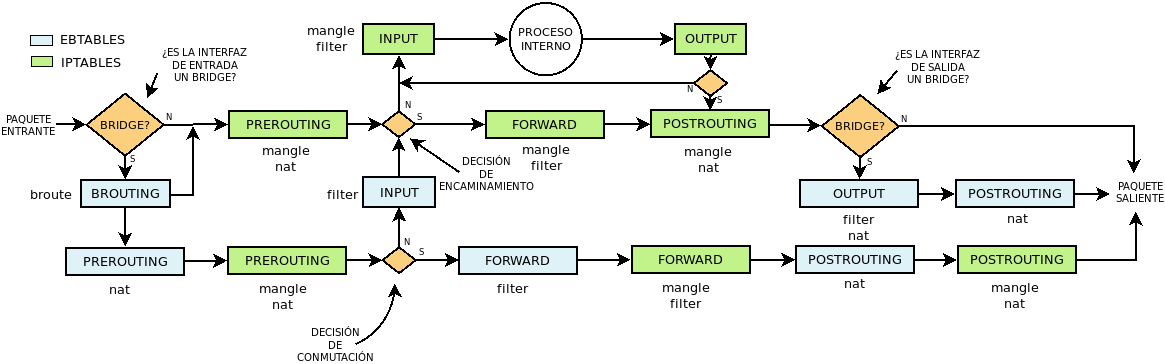 EBTABLES
IPTABLES
¿ES LA INTERFAZ
DE ENTRADA
UN BRIDGE?
mangle
filter
INPUT
PROCESO
INTERNO
OUTPUT
N
S
¿ES LA INTERFAZ
DE SALIDA
UN BRIDGE?
PAQUETE
ENTRANTE
BRIDGE?
N
S
PREROUTING
mangle
nat
N
S
FORWARD
mangle
filter
POSTROUTING
mangle
nat
BRIDGE?
N
S
DECISIÓN
DE
ENCAMINAMIENTO
broute
BROUTING
filter
INPUT
OUTPUT
filter
nat
POSTROUTING
nat
PAQUETE
SALIENTE
PREROUTING
nat
PREROUTING
mangle
nat
N
S
FORWARD
filter
FORWARD
mangle
filter
POSTROUTING
nat
POSTROUTING
mangle
nat
DECISIÓN
DE
CONMUTACIÓN